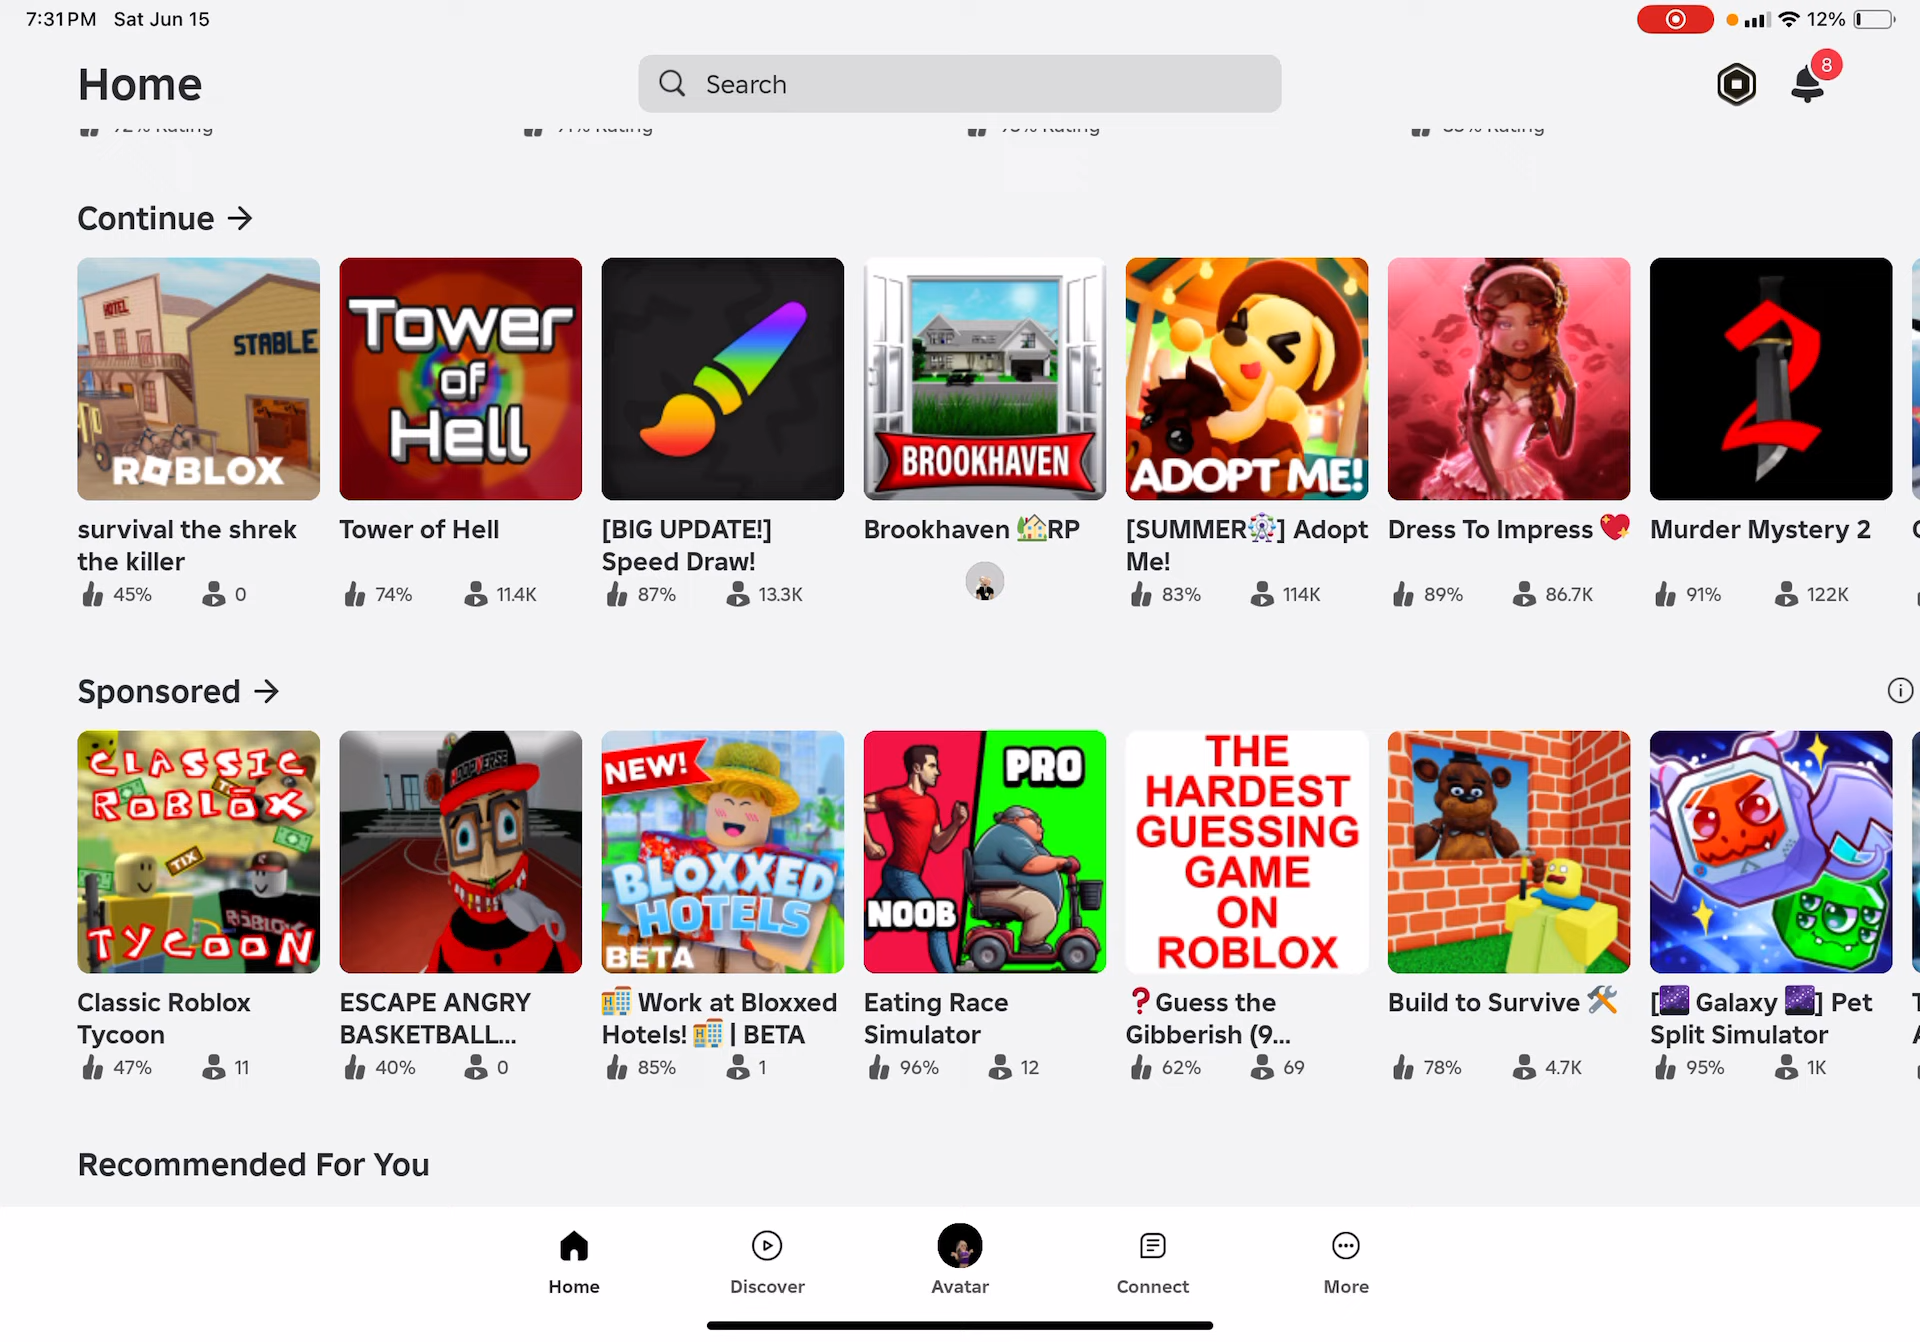 7:31 PM Sat Jun 15
12%
Home
Search
8
Continue →
HOTEL
STABLE
ROBLOX
Tower
of
Hell
BROOKHAVEN
ADOPT ME!
2
survival the shrek
the killer
45% 0
Tower of Hell
74% 11.4K
[BIG UPDATE!]
Speed Draw!
87% 13.3K
Brookhaven 🏡RP
[SUMMER🎡] Adopt
Me!
83% 114K
Dress To Impress 💖
89% 86.7K
Murder Mystery 2
91% 122K
Sponsored →
CLASSIC
ROBLOX
TIX
TYCOON
NEW!
BLOXXED
HOTELS
BETA
PRO
NOOB
THE
HARDEST
GUESSING
GAME
ON
ROBLOX
Classic Roblox
Tycoon
47% 11
ESCAPE ANGRY
BASKETBALL...
40% 0
🏨 Work at Bloxxed
Hotels! 🏨 | BETA
85% 1
Eating Race
Simulator
96% 12
❓Guess the
Gibberish (9...
62% 69
Build to Survive 🛠️
78% 4.7K
[🌌 Galaxy 🌌] Pet
Split Simulator
95% 1K
Recommended For You
Home
Discover
Avatar
Connect
More